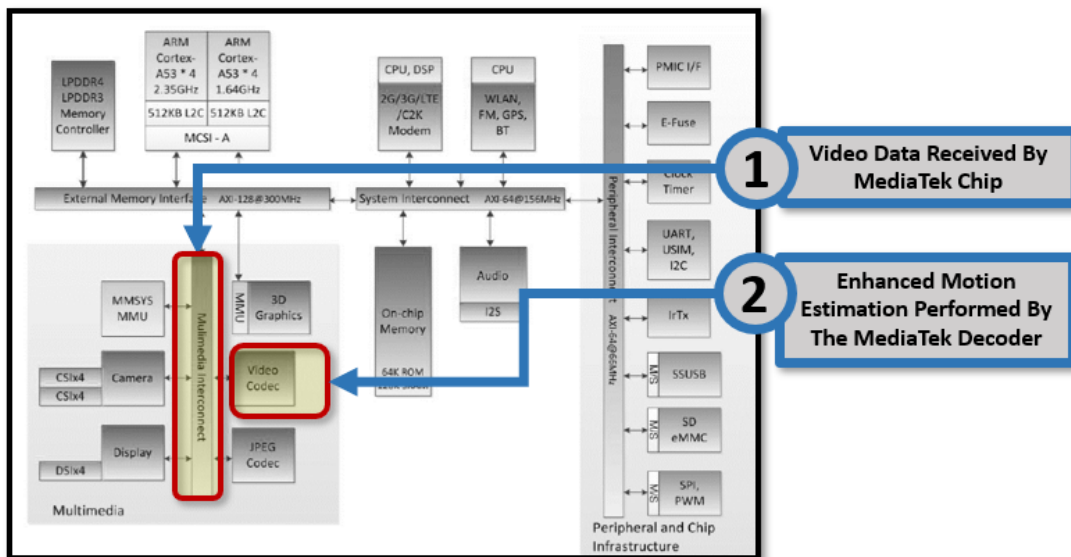 ARM
Cortex-
A53 * 4
2.35GHz
ARM
Cortex-
A53 * 4
1.64GHz
512KB L2C
512KB L2C
MCSI - A
LPDDR4
LPDDR3
Memory
Controller
CPU, DSP
2G/3G/LTE
/C2K
Modem
CPU
WLAN,
FM, GPS,
BT
PMIC I/F
E-Fuse
Clock
Timer
UART,
USIM,
I2C
IrTx
M/S
SSUSB
M/S
SD
eMMC
M/S
SPI,
PWM
Peripheral Interconnect AXI-64@66MHz
Peripheral and Chip
Infrastructure
External Memory Interface AXI-128@300MHz
System Interconnect AXI-64@156MHz
MMSYS
MMU
Mulimedia Interconnect
MMU
3D
Graphics
CSIx4
CSIx4
Camera
Video
Codec
DSIx4
Display
JPEG
Codec
Multimedia
On-chip
Memory
64K ROM
Audio
I2S
1
Video Data Received By
MediaTek Chip
2
Enhanced Motion
Estimation Performed By
The MediaTek Decoder